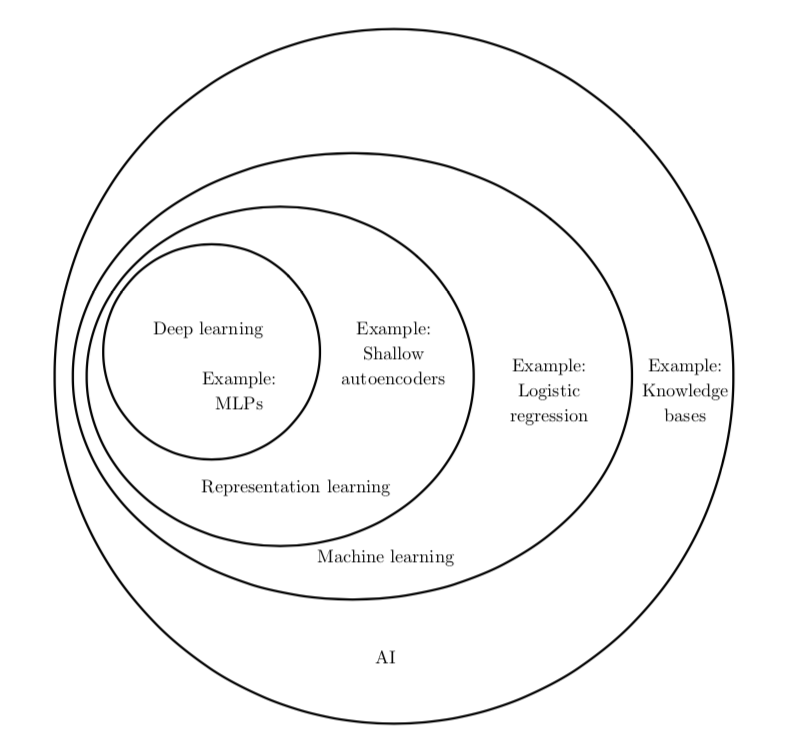 Deep learning
Example:
MLPs
Example:
Shallow
autoencoders
Example:
Logistic
regression
Example:
Knowledge
bases
Representation learning
Machine learning
AI